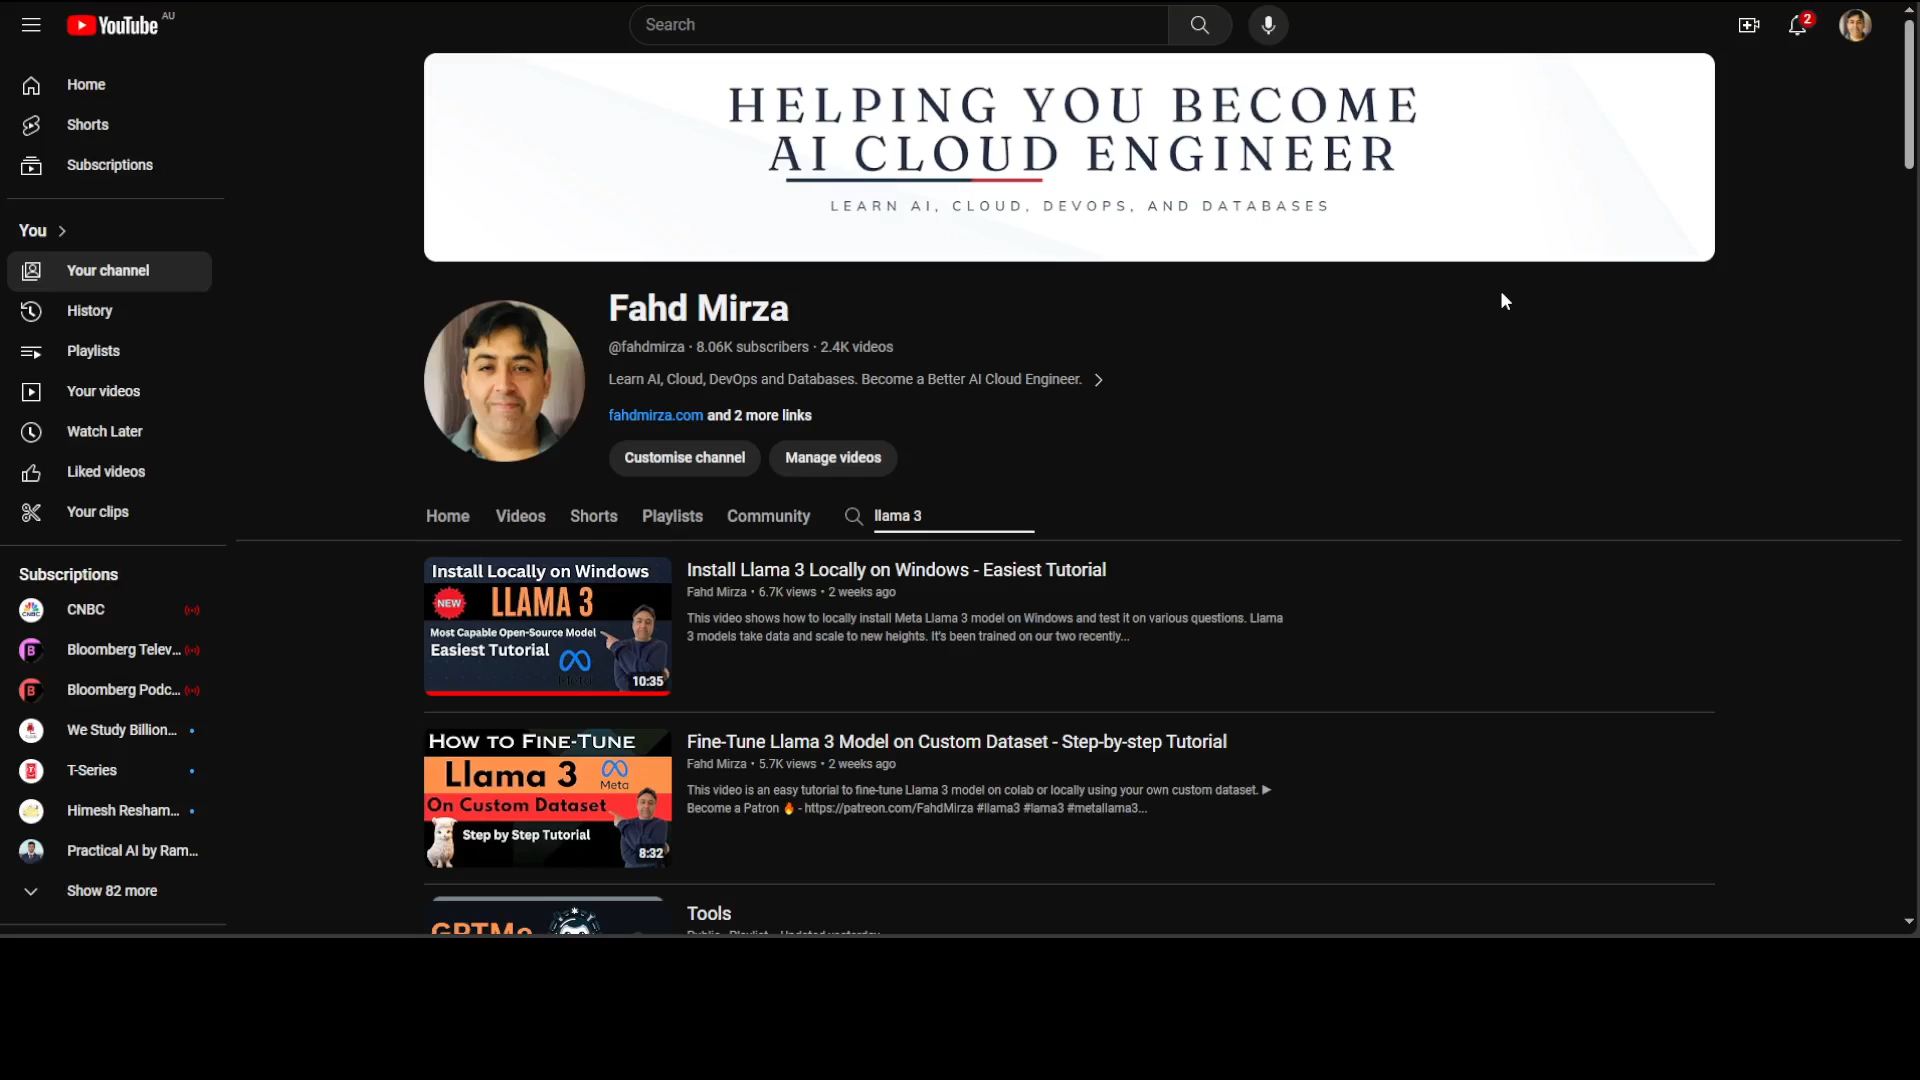 YouTube AU
Search
2
Home
Shorts
Subscriptions
You
Your channel
History
Playlists
Your videos
Watch Later
Liked videos
Your clips
Subscriptions
CNBC
Bloomberg Telev...
Bloomberg Podc...
We Study Billion...
T-Series
Himesh Resham...
Practical AI by Ram...
Show 82 more
HELPING YOU BECOME
AI CLOUD ENGINEER
LEARN AI, CLOUD, DEVOPS, AND DATABASES
Fahd Mirza
@fahdmirza · 8.06K subscribers · 2.4K videos
Learn AI, Cloud, DevOps and Databases. Become a Better AI Cloud Engineer.
fahdmirza.com and 2 more links
Customise channel Manage videos
Home Videos Shorts Playlists Community llama 3
Install Locally on Windows
NEW LLAMA 3
Most Capable Open-Source Model
Easiest Tutorial
Meta
10:35
Install Llama 3 Locally on Windows - Easiest Tutorial
Fahd Mirza • 6.7K views • 2 weeks ago
This video shows how to locally install Meta Llama 3 model on Windows and test it on various questions. Llama
3 models take data and scale to new heights. It's been trained on our two recently...
HOW TO FINE-TUNE
Llama 3 Meta
On Custom Dataset
Step by Step Tutorial
8:32
Fine-Tune Llama 3 Model on Custom Dataset - Step-by-step Tutorial
Fahd Mirza • 5.7K views • 2 weeks ago
This video is an easy tutorial to fine-tune Llama 3 model on colab or locally using your own custom dataset. ▶
Become a Patron 🔥 - https://patreon.com/FahdMirza #llama3 #lama3 #metallama3...
GPTMe
Tools
Public · Playlist · Updated yesterday